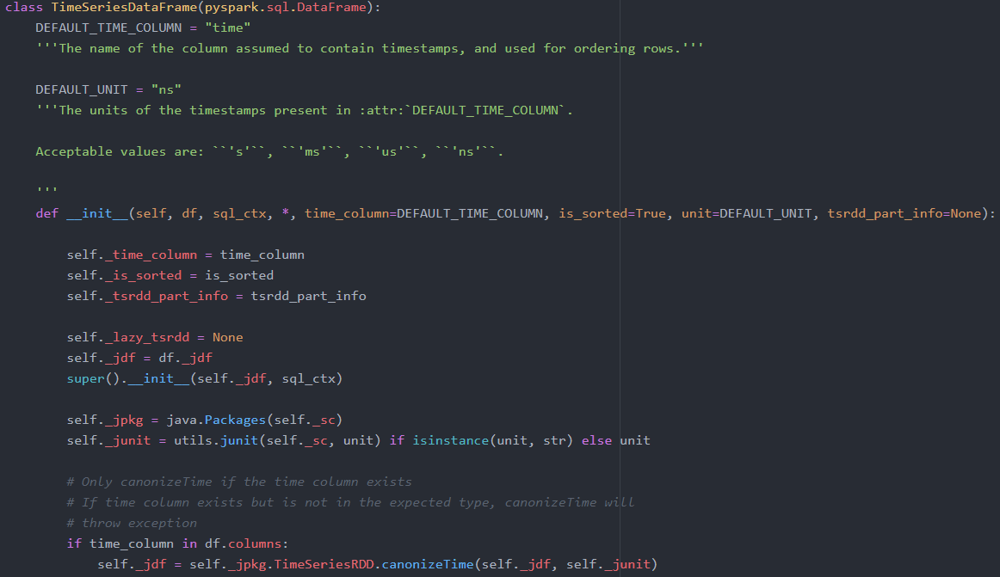 class TimeSeriesDataFrame(pyspark.sql.DataFrame):
    DEFAULT_TIME_COLUMN = "time"
    '''The name of the column assumed to contain timestamps, and used for ordering rows.'''

    DEFAULT_UNIT = "ns"
    '''The units of the timestamps present in :attr:`DEFAULT_TIME_COLUMN`.

    Acceptable values are: ``'s'``, ``'ms'``, ``'us'``, ``'ns'``.

    '''
    def __init__(self, df, sql_ctx, *, time_column=DEFAULT_TIME_COLUMN, is_sorted=True, unit=DEFAULT_UNIT, tsrdd_part_info=None):

        self._time_column = time_column
        self._is_sorted = is_sorted
        self._tsrdd_part_info = tsrdd_part_info

        self._lazy_tsrdd = None
        self._jdf = df._jdf
        super().__init__(self._jdf, sql_ctx)

        self._jpkg = java.Packages(self._sc)
        self._junit = utils.junit(self._sc, unit) if isinstance(unit, str) else unit

        # Only canonizeTime if the time column exists
        # If time column exists but is not in the expected type, canonizeTime will
        # throw exception
        if time_column in df.columns:
            self._jdf = self._jpkg.TimeSeriesRDD.canonizeTime(self._jdf, self._junit)